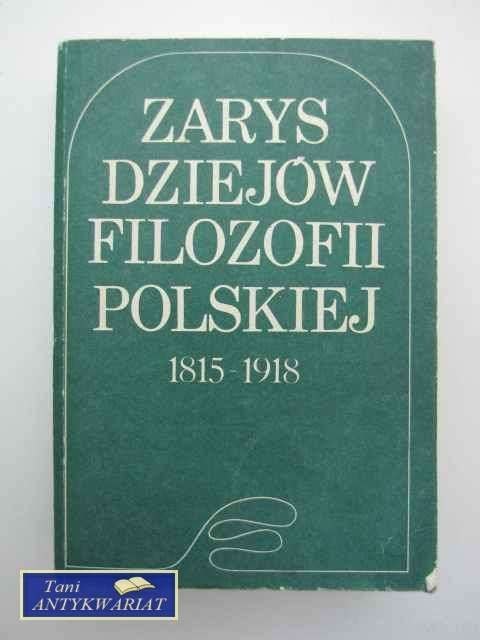 ZARYS
DZIEJÓW
FILOZOFII
POLSKIEJ
1815-1918
Tani
ANTYKWARIAT